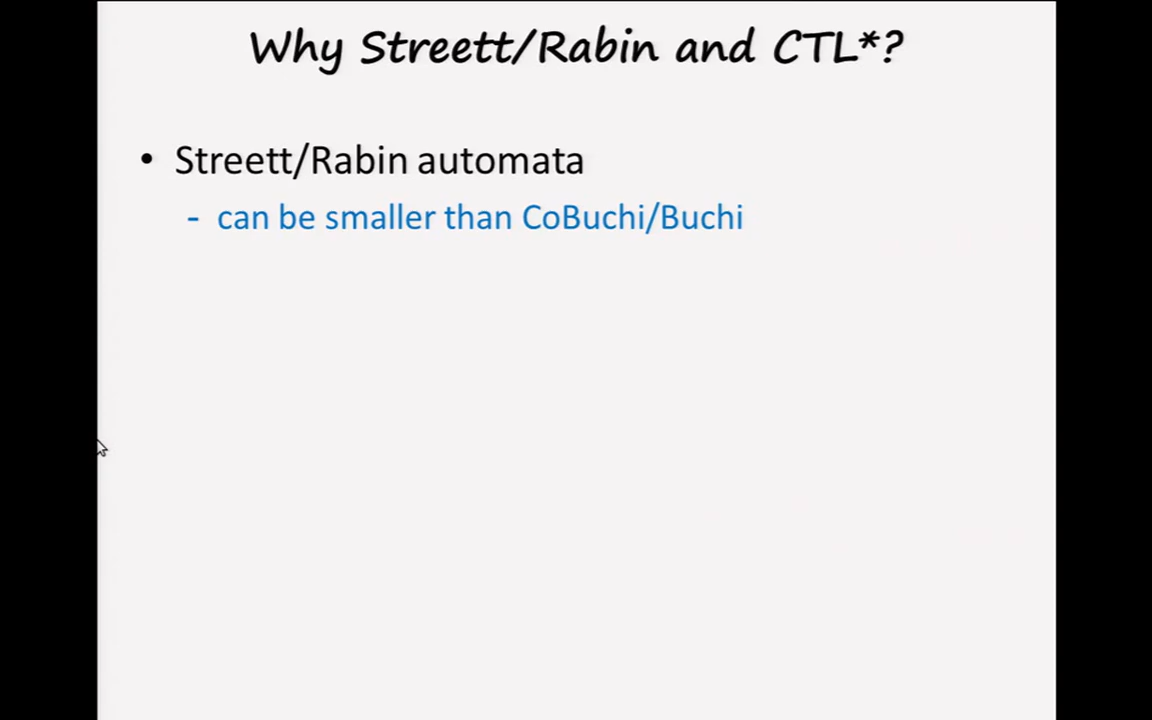 Why Streett/Rabin and CTL*?
• Streett/Rabin automata
- can be smaller than CoBuchi/Buchi